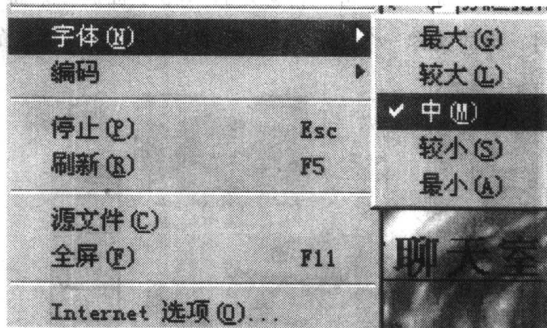 字体(N)
编码
停止(P) Esc
刷新(R) F5
源文件(C)
全屏(F) F11
Internet 选项(O)...
最大(G)
较大(L)
✓ 中(M)
较小(S)
最小(A)
聊天室